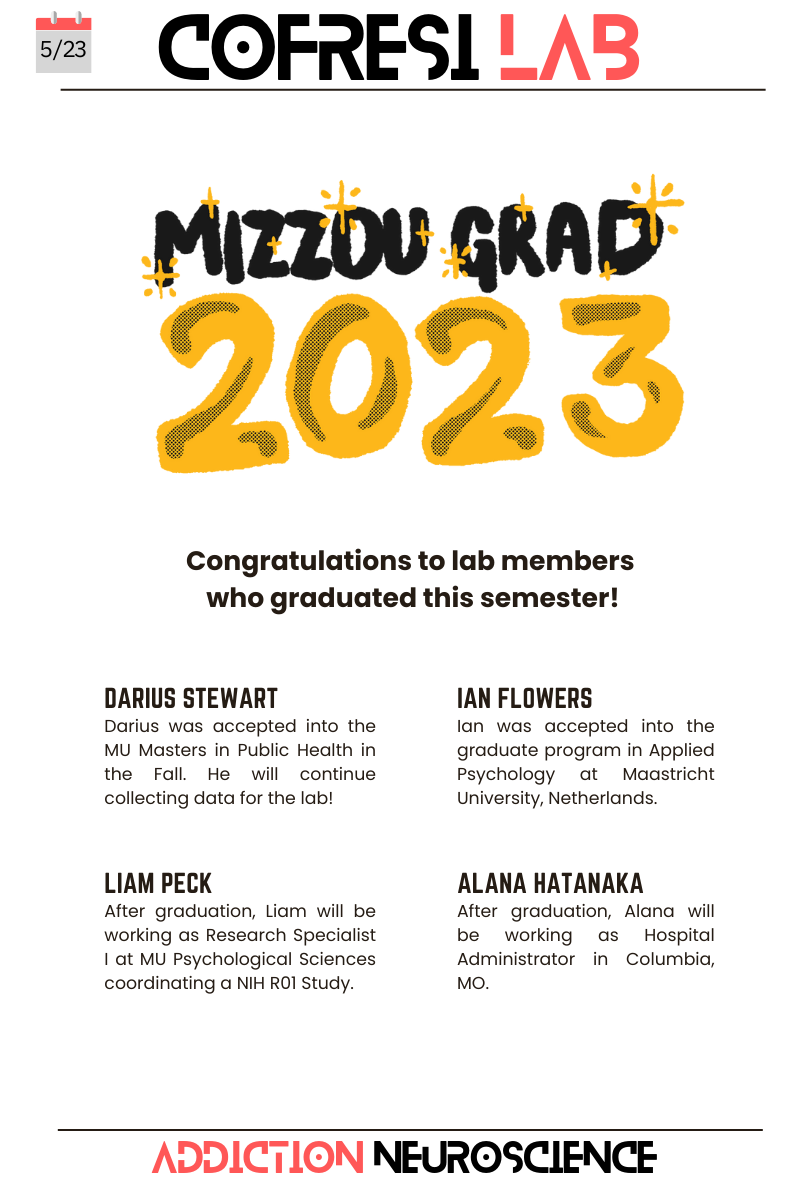 5/23
COFRESI LAB
MIZZOU GRAD
2023
Congratulations to lab members
who graduated this semester!
DARIUS STEWART
Darius was accepted into the
MU Masters in Public Health in
the Fall. He will continue
collecting data for the lab!
IAN FLOWERS
Ian was accepted into the
graduate program in Applied
Psychology at Maastricht
University, Netherlands.
LIAM PECK
After graduation, Liam will be
working as Research Specialist
I at MU Psychological Sciences
coordinating a NIH R01 Study.
ALANA HATANAKA
After graduation, Alana will
be working as Hospital
Administrator in Columbia,
MO.
ADDICTION NEUROSCIENCE